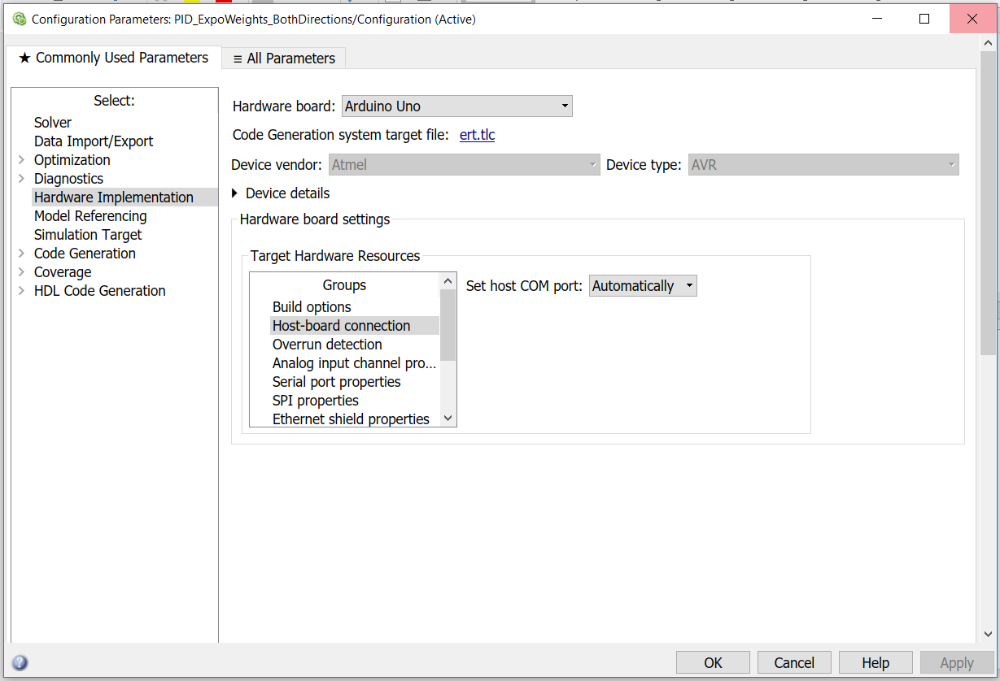 Configuration Parameters: PID_ExpoWeights_BothDirections/Configuration (Active)
★ Commonly Used Parameters
≡ All Parameters
Select:
Solver
Data Import/Export
Optimization
Diagnostics
Hardware Implementation
Model Referencing
Simulation Target
Code Generation
Coverage
HDL Code Generation
Hardware board: Arduino Uno
Code Generation system target file: ert.tlc
Device vendor: Atmel Device type: AVR
Device details
Hardware board settings
Target Hardware Resources
Groups
Build options
Host-board connection
Overrun detection
Analog input channel pro...
Serial port properties
SPI properties
Ethernet shield properties
Set host COM port: Automatically
?
OK Cancel Help Apply